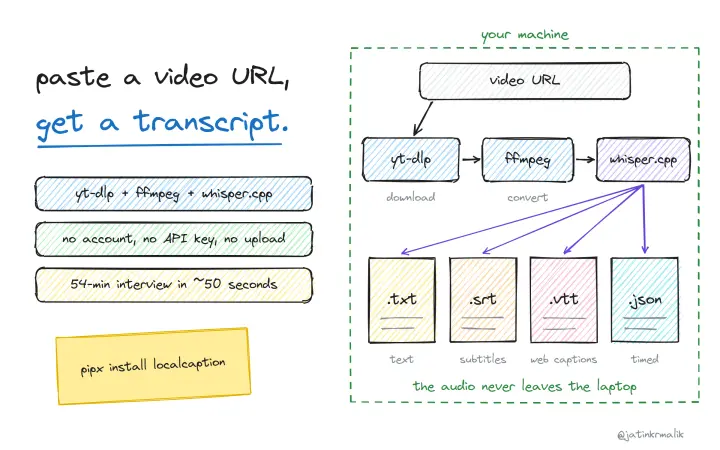 paste a video URL,
get a transcript.
yt-dlp + ffmpeg + whisper.cpp
no account, no API key, no upload
54-min interview in ~50 seconds
pipx install localcaption
your machine
video URL
yt-dlp
ffmpeg
whisper.cpp
download
convert
.txt
.srt
.vtt
.json
text
subtitles
web captions
timed
the audio never leaves the laptop
@jatinkrmalik